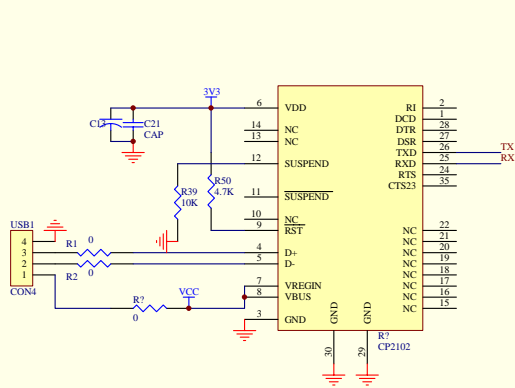 3V3
C13
C21
CAP
R50
4.7K
R39
10K
USB1
4
3
2
1
CON4
R1
0
0
R2
R?
0
VCC
6
14
13
12
11
10
9
4
5
7
8
3
VDD
NC
NC
SUSPEND
SUSPEND
NC
RST
D+
D-
VREGIN
VBUS
GND
GND
GND
30
29
RI
DCD
DTR
DSR
TXD
RXD
RTS
CTS23
NC
NC
NC
NC
NC
NC
NC
NC
2
1
28
27
26
25
24
35
22
21
20
19
18
17
16
15
TX
RX
R?
CP2102